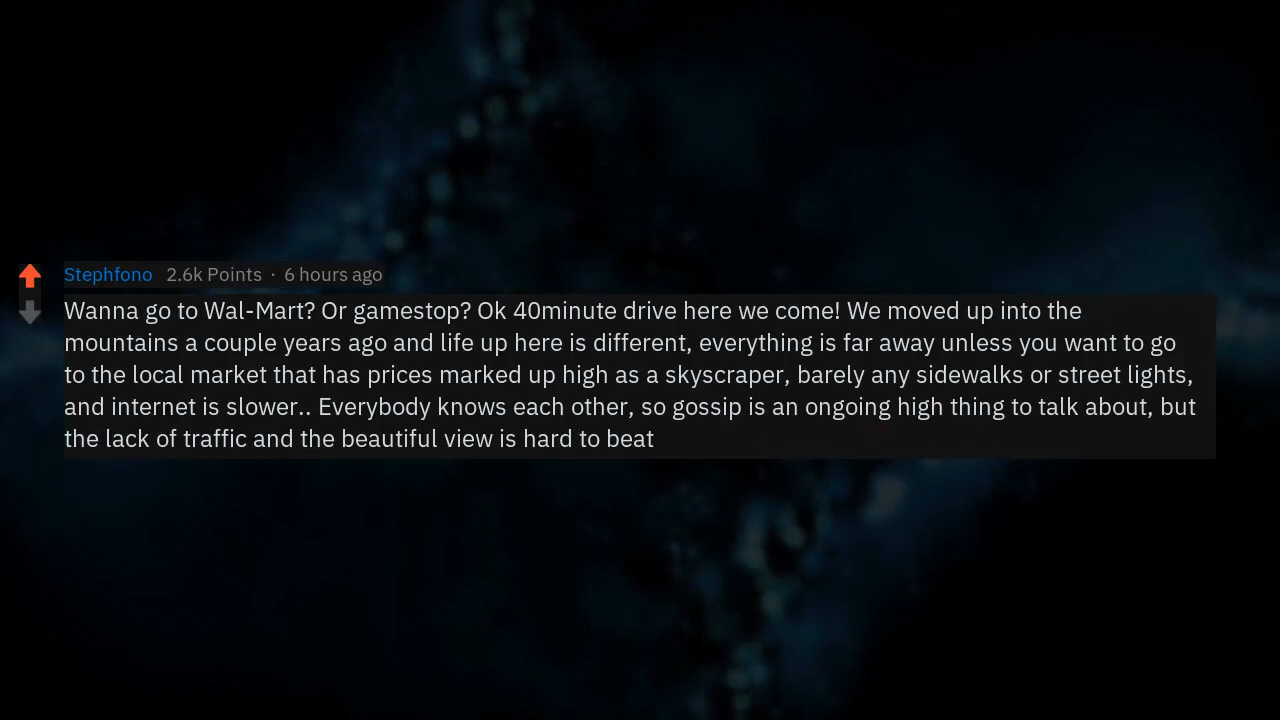 Stephfono 2.6k Points · 6 hours ago
Wanna go to Wal-Mart? Or gamestop? Ok 40minute drive here we come! We moved up into the
mountains a couple years ago and life up here is different, everything is far away unless you want to go
to the local market that has prices marked up high as a skyscraper, barely any sidewalks or street lights,
and internet is slower.. Everybody knows each other, so gossip is an ongoing high thing to talk about, but
the lack of traffic and the beautiful view is hard to beat